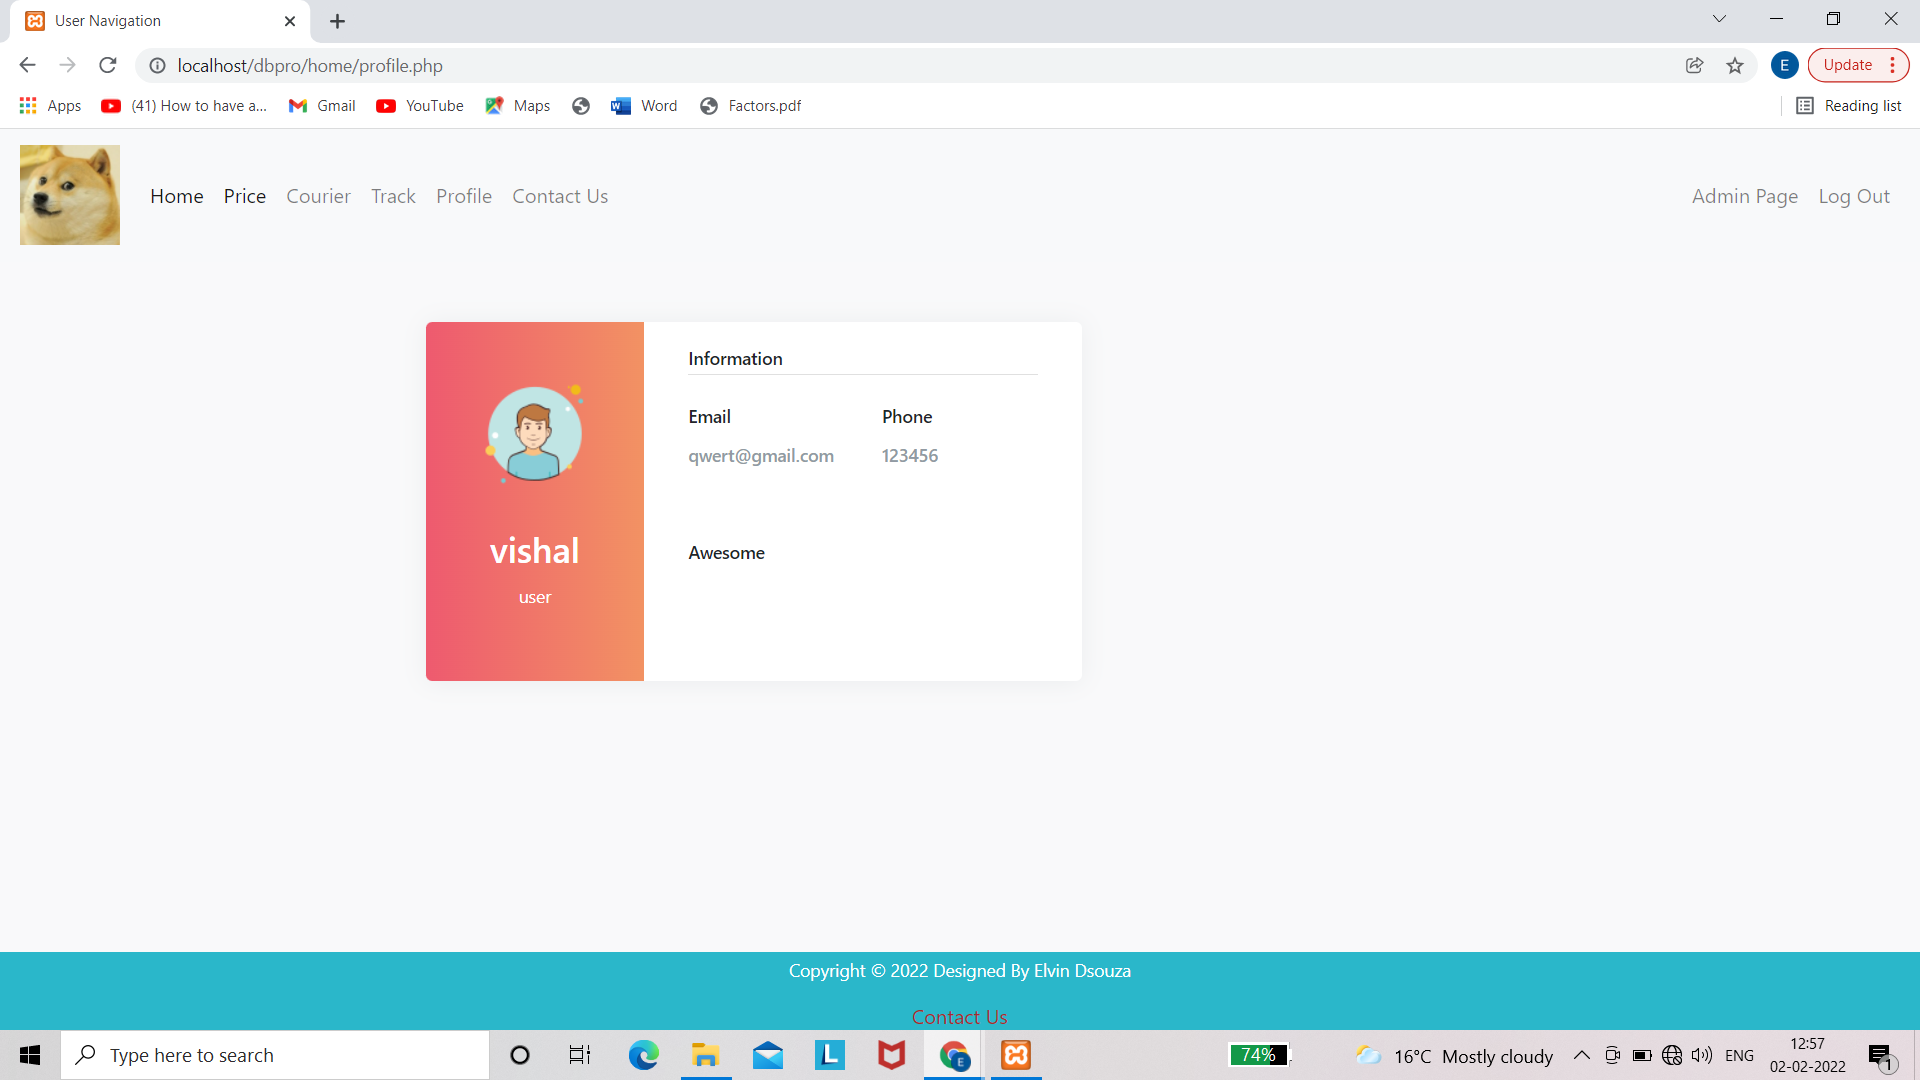 User Navigation
localhost/dbpro/home/profile.php
E
Update
Apps
(41) How to have a...
Gmail
YouTube
Maps
Word
Factors.pdf
Reading list
Home Price Courier Track Profile Contact Us
Admin Page Log Out
Information
Email Phone
qwert@gmail.com 123456
vishal
user
Awesome
Copyright © 2022 Designed By Elvin Dsouza
Contact Us
Type here to search
L
E
74%
16°C Mostly cloudy
ENG
12:57
02-02-2022
1